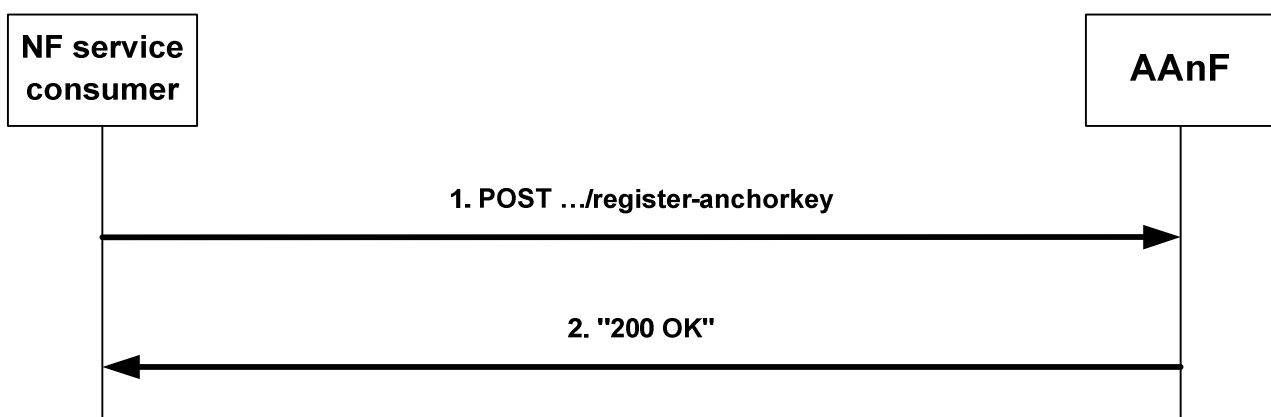 NF service
consumer
AAnF
1. POST …/register-anchorkey
2. "200 OK"